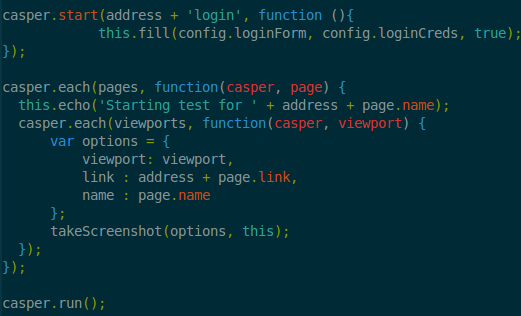 casper.start(address + 'login', function (){
            this.fill(config.loginForm, config.loginCreds, true);
});

casper.each(pages, function(casper, page) {
  this.echo('Starting test for ' + address + page.name);
  casper.each(viewports, function(casper, viewport) {
      var options = {
          viewport: viewport,
          link : address + page.link,
          name : page.name
      };
      takeScreenshot(options, this);
  });
});

casper.run();